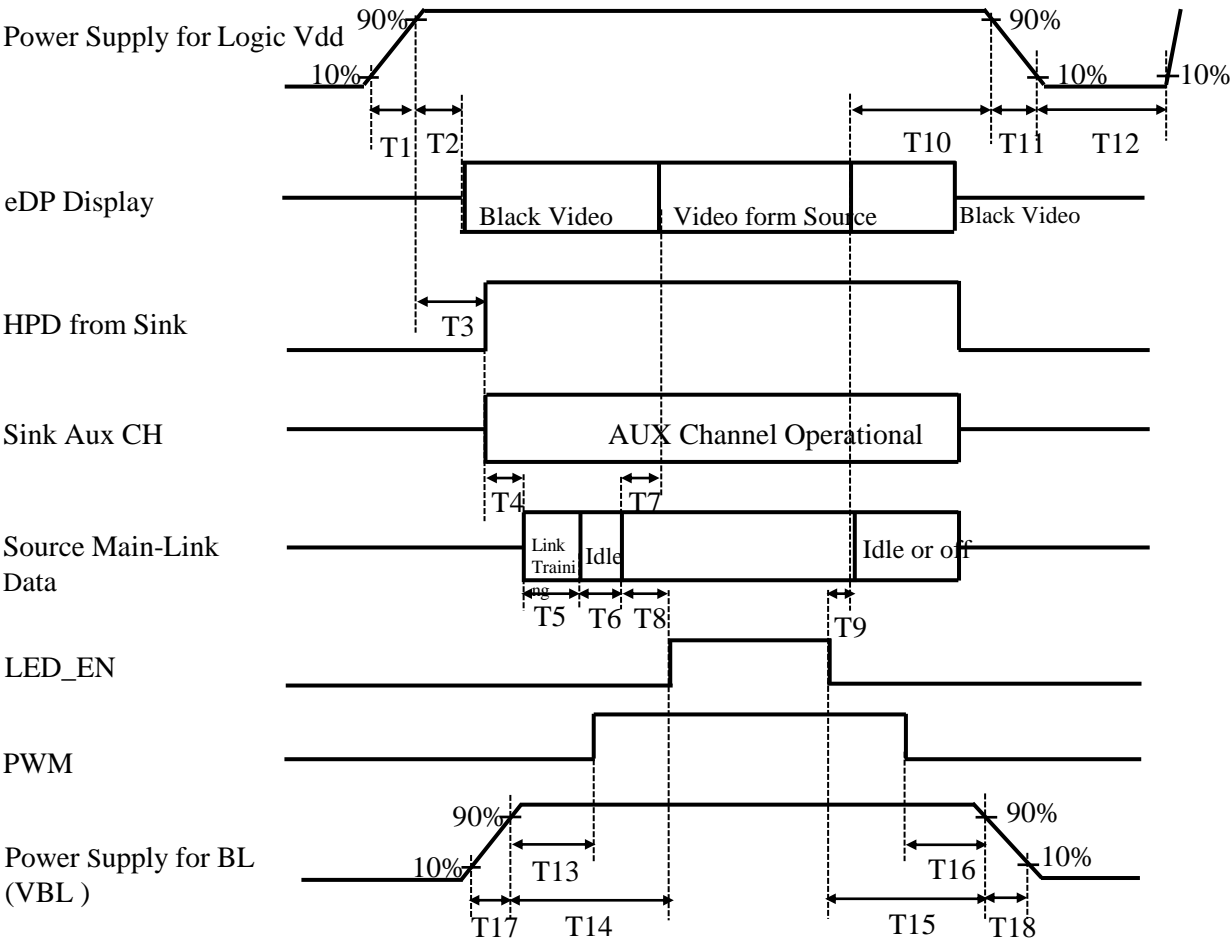 90%
90%
Power Supply for Logic Vdd
10%
10%
10%
T1
T2
T10
T11
T12
eDP Display
Black Video
Video form Source
Black Video
HPD from Sink
T3
Sink Aux CH
AUX Channel Operational
T4
T7
Source Main-Link
Data
Link
Traini
ng
Idle
Idle or off
T5
T6
T8
T9
LED_EN
PWM
90%
90%
Power Supply for BL
(VBL )
10%
10%
T13
T16
T17
T14
T15
T18